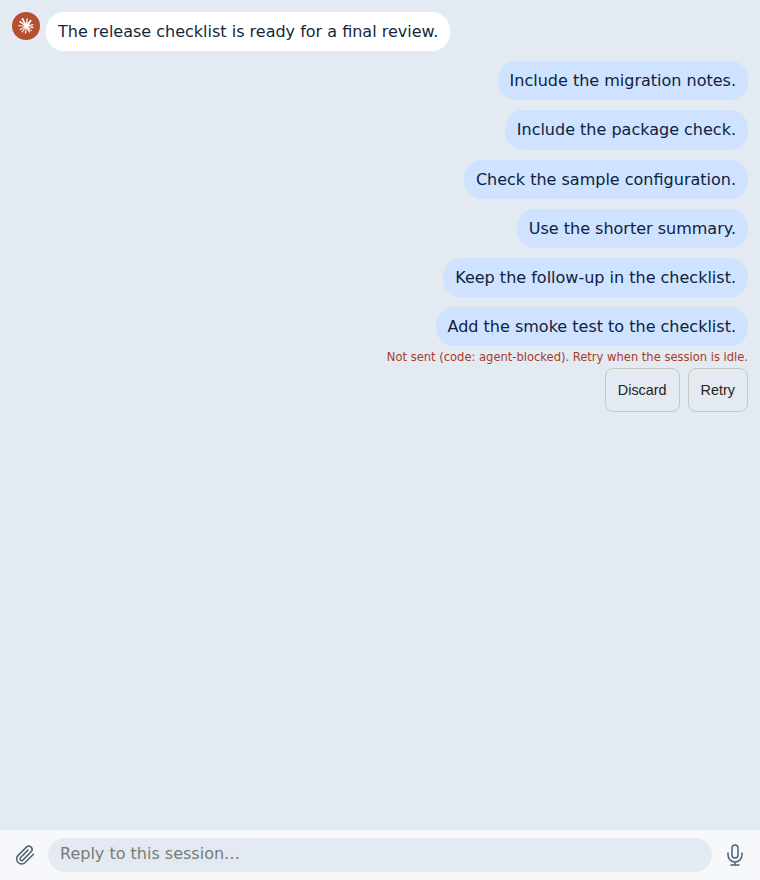 The release checklist is ready for a final review.
Include the migration notes.
Include the package check.
Check the sample configuration.
Use the shorter summary.
Keep the follow-up in the checklist.
Add the smoke test to the checklist.
Not sent (code: agent-blocked). Retry when the session is idle.
Discard
Retry
Reply to this session…